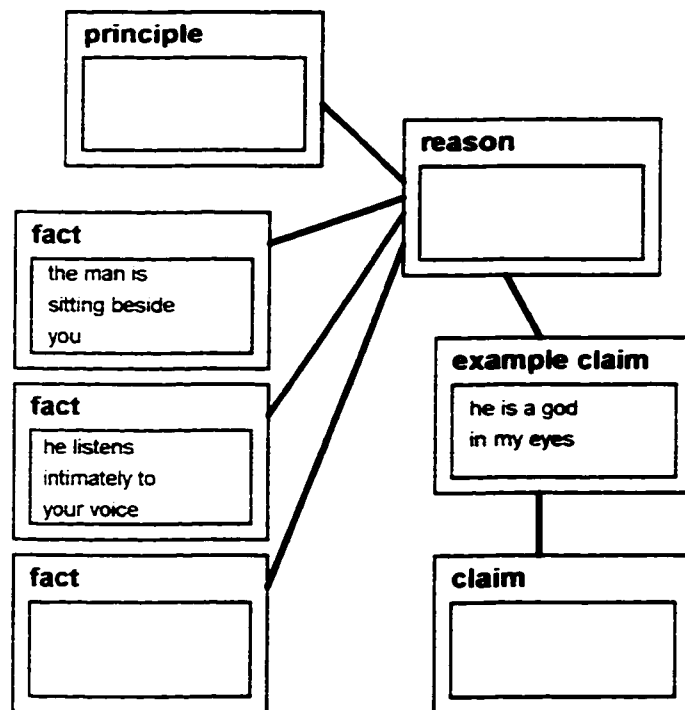 principle
reason
fact
the man is
sitting beside
you
fact
he listens
intimately to
your voice
fact
example claim
he is a god
in my eyes
claim